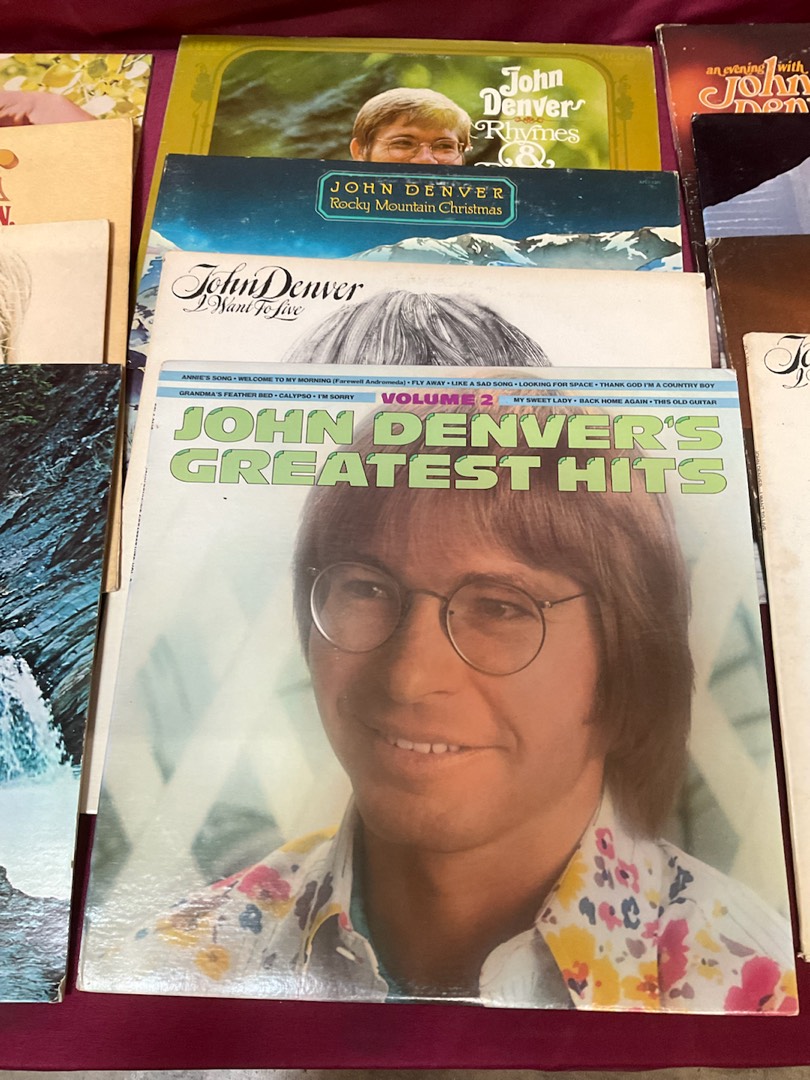 John
Denver
Rhymes
&
an evening with
John
Denver
JOHN DENVER
Rocky Mountain Christmas
N.
John Denver
I Want To Live
ANNIE'S SONG • WELCOME TO MY MORNING (Farewell Andromeda) • FLY AWAY • LIKE A SAD SONG • LOOKING FOR SPACE • THANK GOD I'M A COUNTRY BOY
GRANDMA'S FEATHER BED • CALYPSO • I'M SORRY VOLUME 2 MY SWEET LADY • BACK HOME AGAIN • THIS OLD GUITAR
JOHN DENVER'S
GREATEST HITS